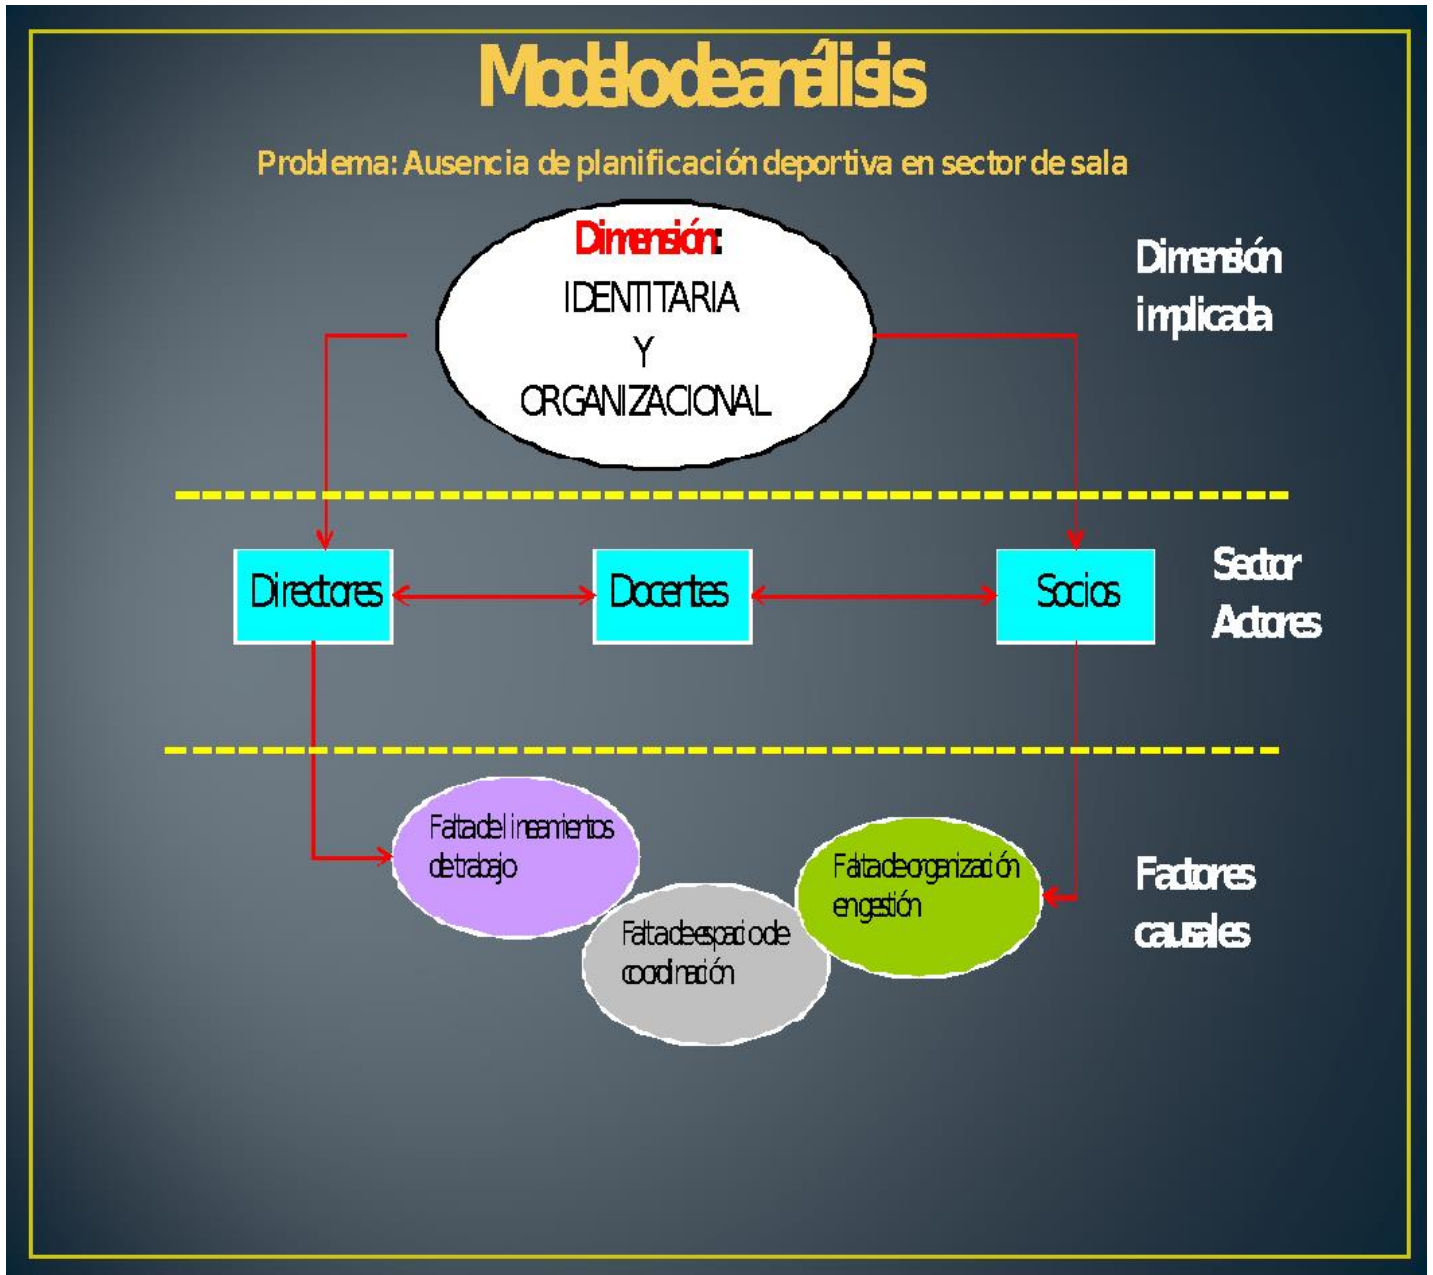 Modelo de análisis
Problema: Ausencia de planificación deportiva en sector de sala
Dimensión:
IDENTITARIA
Y
ORGANIZACIONAL
Dimensión
implicada
Directores
Docentes
Socios
Sector
Actores
Falta de lineamientos
de trabajo
Falta de espacio de
coordinación
Falta de organización
en gestión
Factores
causales